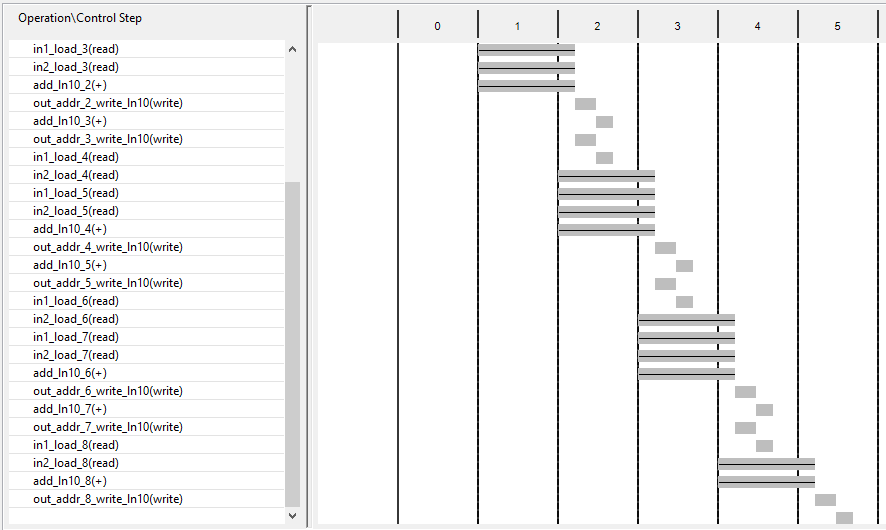 Operation\Control Step
0 1 2 3 4 5
in1_load_3(read)
in2_load_3(read)
add_ln10_2(+)
out_addr_2_write_ln10(write)
add_ln10_3(+)
out_addr_3_write_ln10(write)
in1_load_4(read)
in2_load_4(read)
in1_load_5(read)
in2_load_5(read)
add_ln10_4(+)
out_addr_4_write_ln10(write)
add_ln10_5(+)
out_addr_5_write_ln10(write)
in1_load_6(read)
in2_load_6(read)
in1_load_7(read)
in2_load_7(read)
add_ln10_6(+)
out_addr_6_write_ln10(write)
add_ln10_7(+)
out_addr_7_write_ln10(write)
in1_load_8(read)
in2_load_8(read)
add_ln10_8(+)
out_addr_8_write_ln10(write)